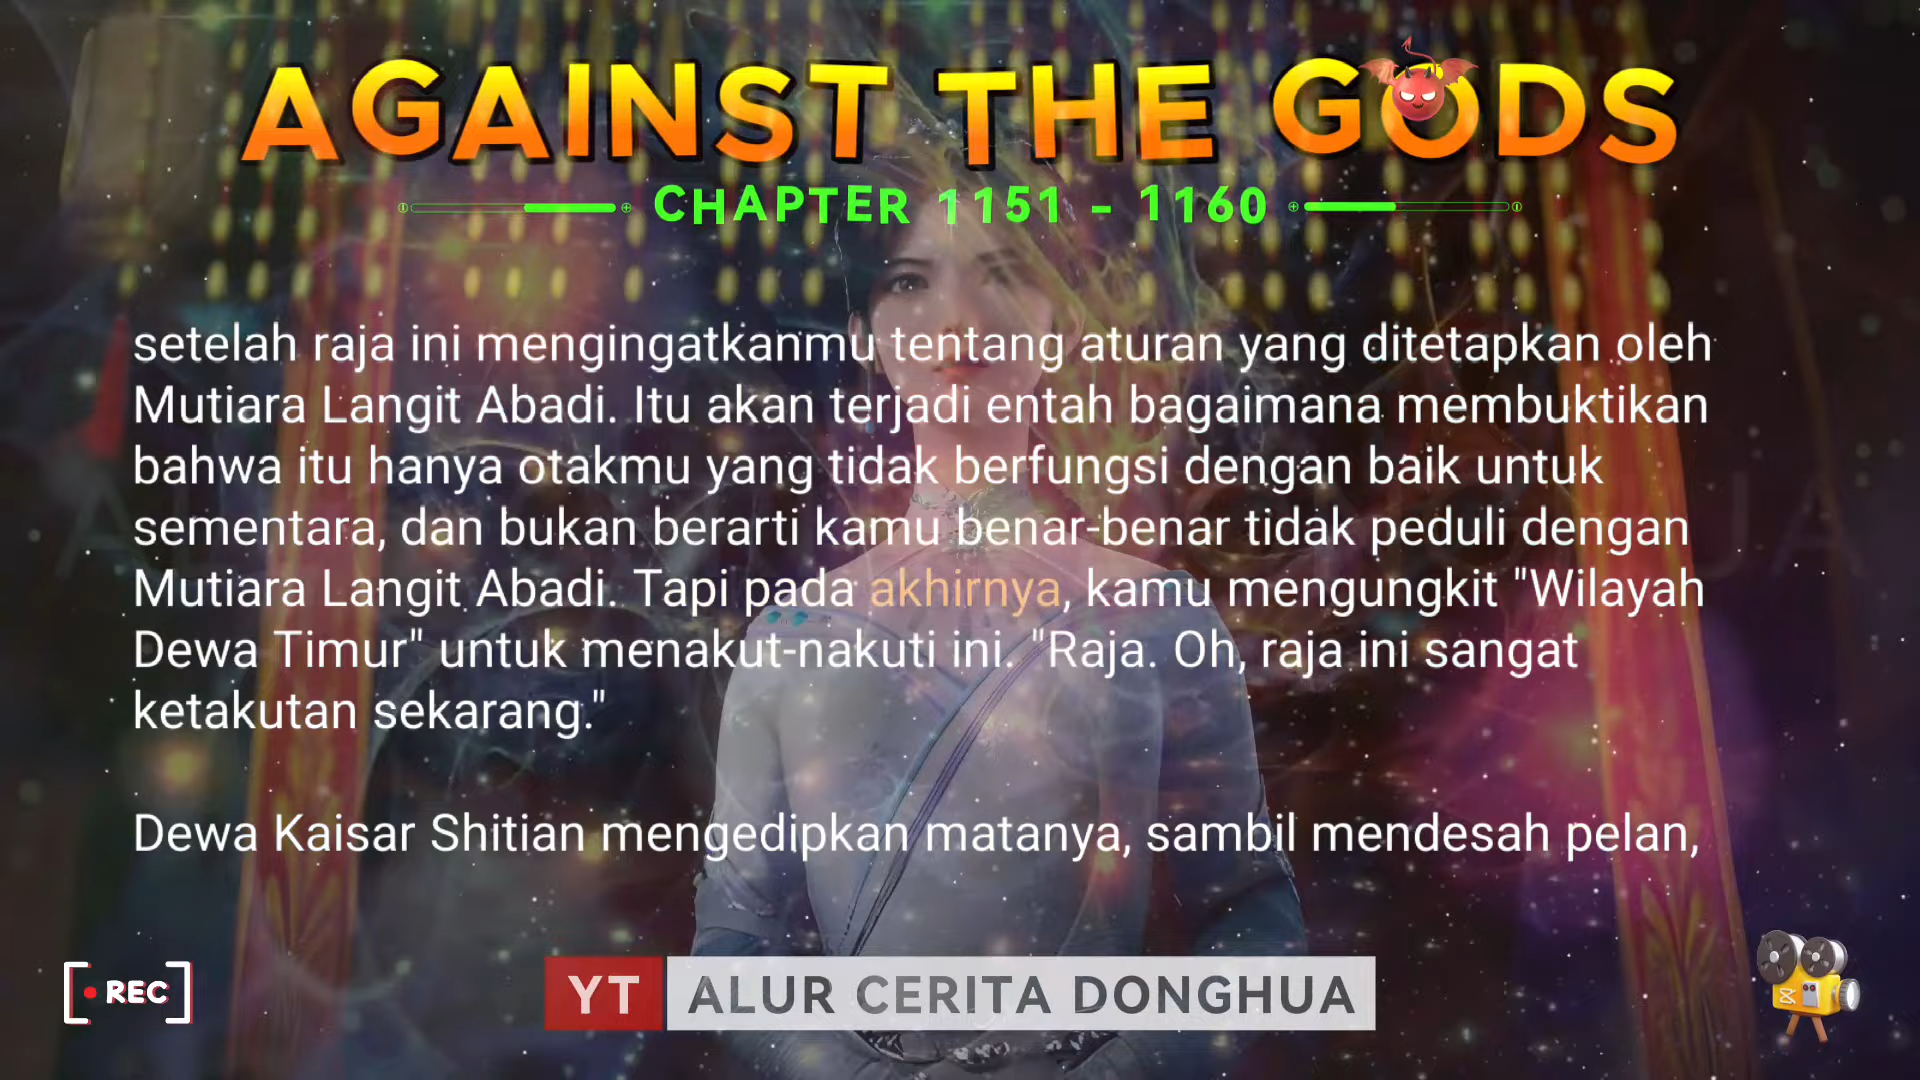 AGAINST THE GODS
CHAPTER 1151 - 1160
setelah raja ini mengingatkanmu tentang aturan yang ditetapkan oleh
Mutiara Langit Abadi. Itu akan terjadi entah bagaimana membuktikan
bahwa itu hanya otakmu yang tidak berfungsi dengan baik untuk
sementara, dan bukan berarti kamu benar-benar tidak peduli dengan
Mutiara Langit Abadi. Tapi pada akhirnya, kamu mengungkit "Wilayah
Dewa Timur" untuk menakut-nakuti ini. "Raja. Oh, raja ini sangat
ketakutan sekarang."
Dewa Kaisar Shitian mengedipkan matanya, sambil mendesah pelan,
REC
YT ALUR CERITA DONGHUA